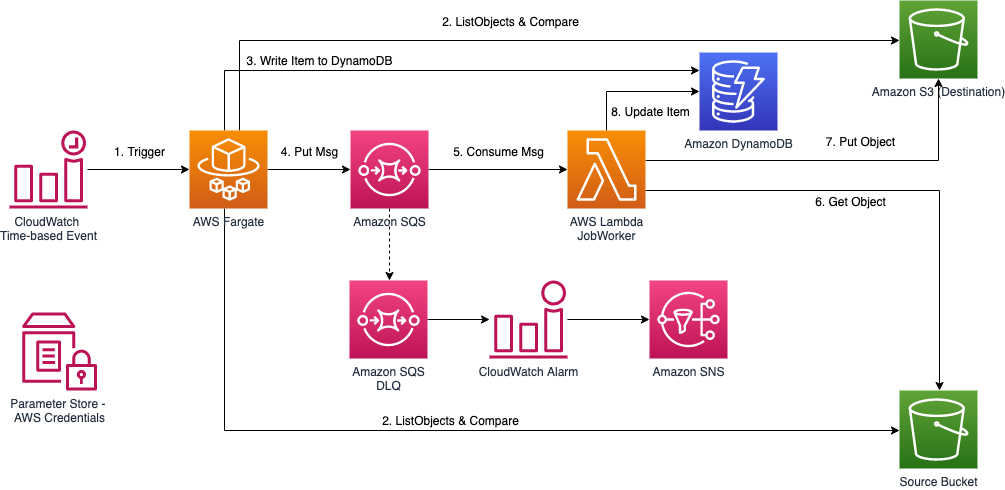 2. ListObjects & Compare
3. Write Item to DynamoDB
Amazon S3 (Destination)
8. Update Item
Amazon DynamoDB
7. Put Object
1. Trigger
4. Put Msg
5. Consume Msg
6. Get Object
CloudWatch
Time-based Event
AWS Fargate
Amazon SQS
AWS Lambda
JobWorker
Amazon SQS
DLQ
CloudWatch Alarm
Amazon SNS
Parameter Store -
AWS Credentials
2. ListObjects & Compare
Source Bucket